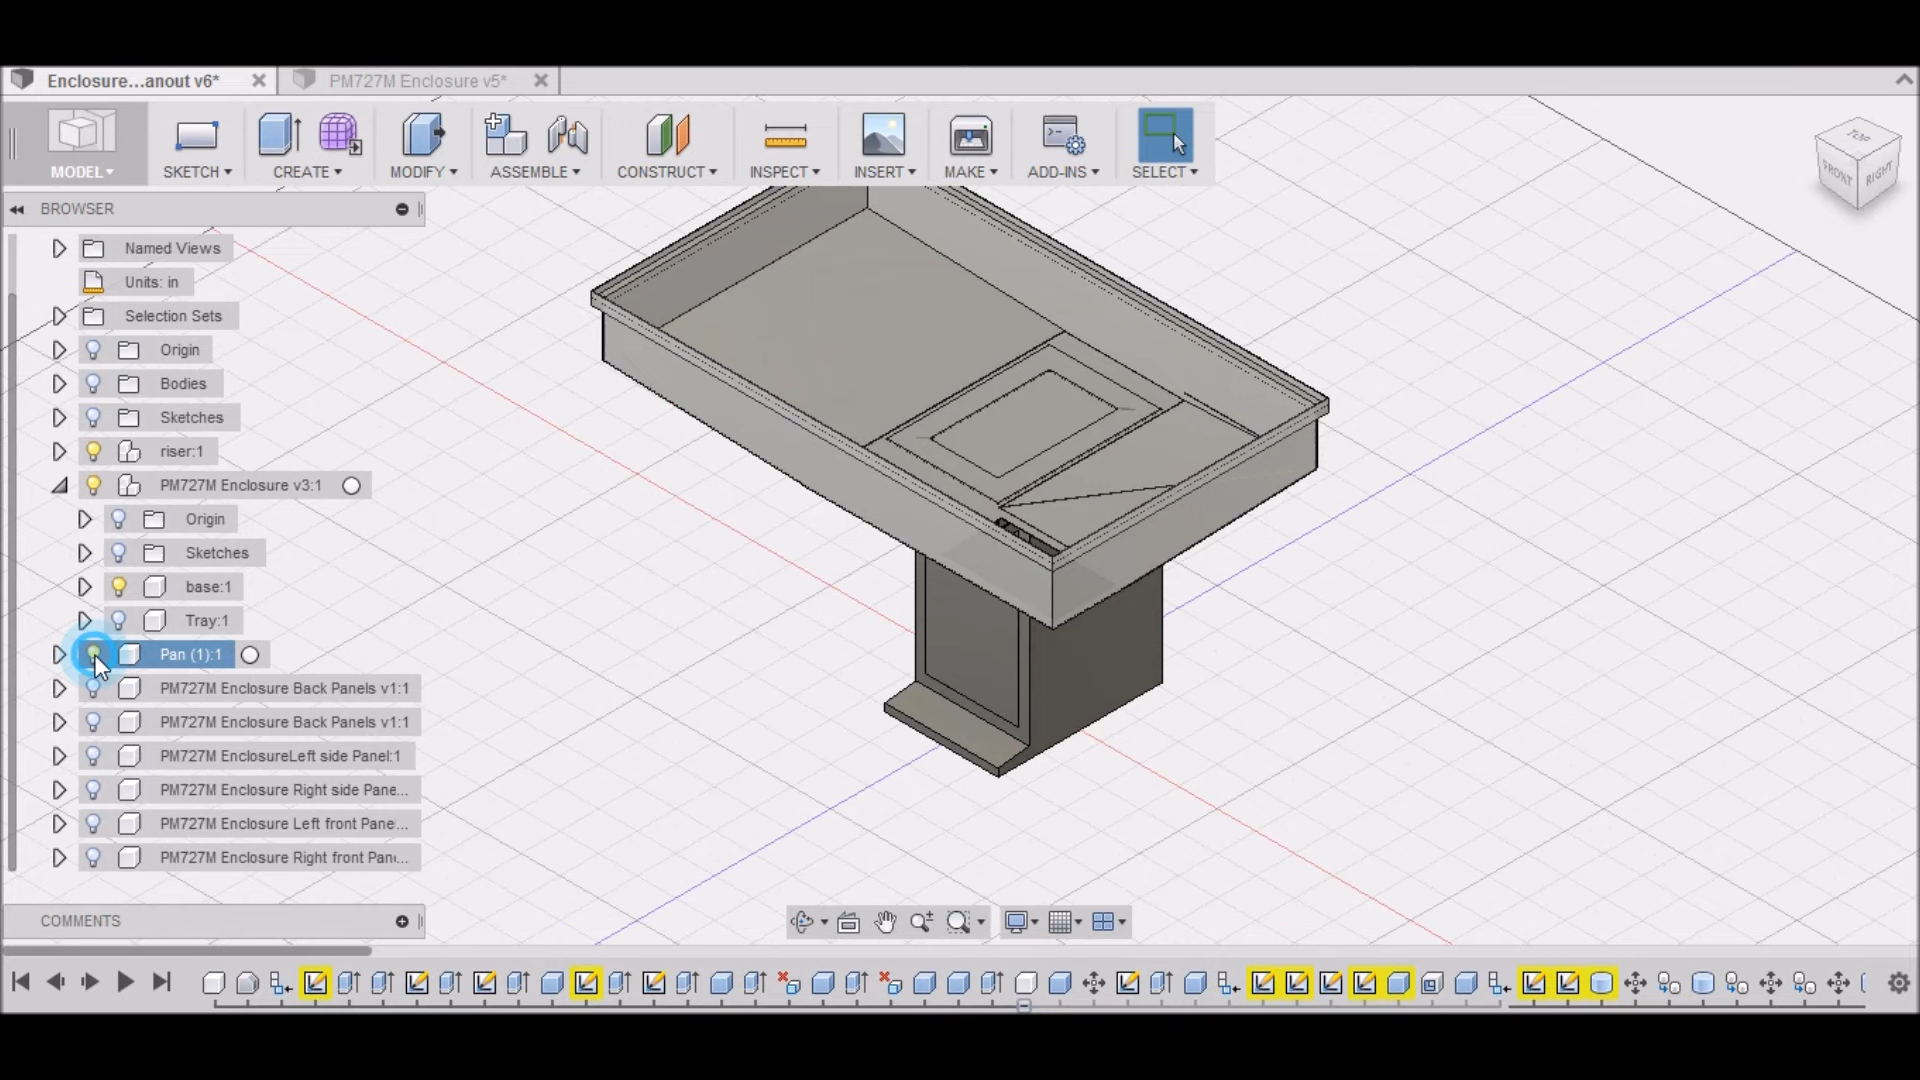 Enclosure...anout v6*
PM727M Enclosure v5*
MODEL
SKETCH
CREATE
MODIFY
ASSEMBLE
CONSTRUCT
INSPECT
INSERT
MAKE
ADD-INS
SELECT
TOP
FRONT
RIGHT
BROWSER
Named Views
Units: in
Selection Sets
Origin
Bodies
Sketches
riser:1
PM727M Enclosure v3:1
Origin
Sketches
base:1
Tray:1
Pan (1):1
PM727M Enclosure Back Panels v1:1
PM727M Enclosure Back Panels v1:1
PM727M EnclosureLeft side Panel:1
PM727M Enclosure Right side Pane...
PM727M Enclosure Left front Pane...
PM727M Enclosure Right front Pan...
COMMENTS